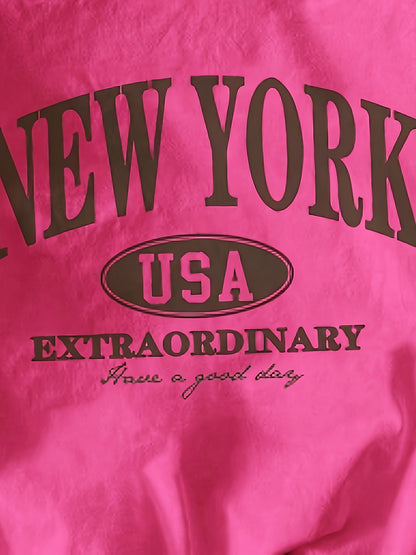 NEW YORK
USA
EXTRAORDINARY
Have a good day